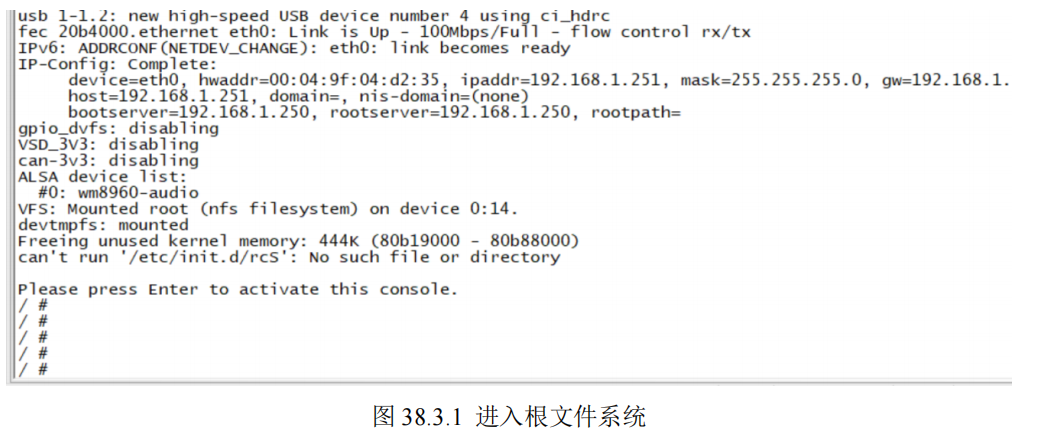 usb 1-1.2: new high-speed USB device number 4 using ci_hdrc
fec 20b4000.ethernet eth0: Link is Up - 100Mbps/Full - flow control rx/tx
IPv6: ADDRCONF(NETDEV_CHANGE): eth0: link becomes ready
IP-Config: Complete:
device=eth0, hwaddr=00:04:9f:04:d2:35, ipaddr=192.168.1.251, mask=255.255.255.0, gw=192.168.1.
host=192.168.1.251, domain=, nis-domain=(none)
bootserver=192.168.1.250, rootserver=192.168.1.250, rootpath=
gpio_dvfs: disabling
VSD_3V3: disabling
can-3v3: disabling
ALSA device list:
#0: wm8960-audio
VFS: Mounted root (nfs filesystem) on device 0:14.
devtmpfs: mounted
Freeing unused kernel memory: 444K (80b19000 - 80b88000)
can't run '/etc/init.d/rcS': No such file or directory
Please press Enter to activate this console.
/ #
/ #
/ #
/ #
/ #
图 38.3.1 进入根文件系统